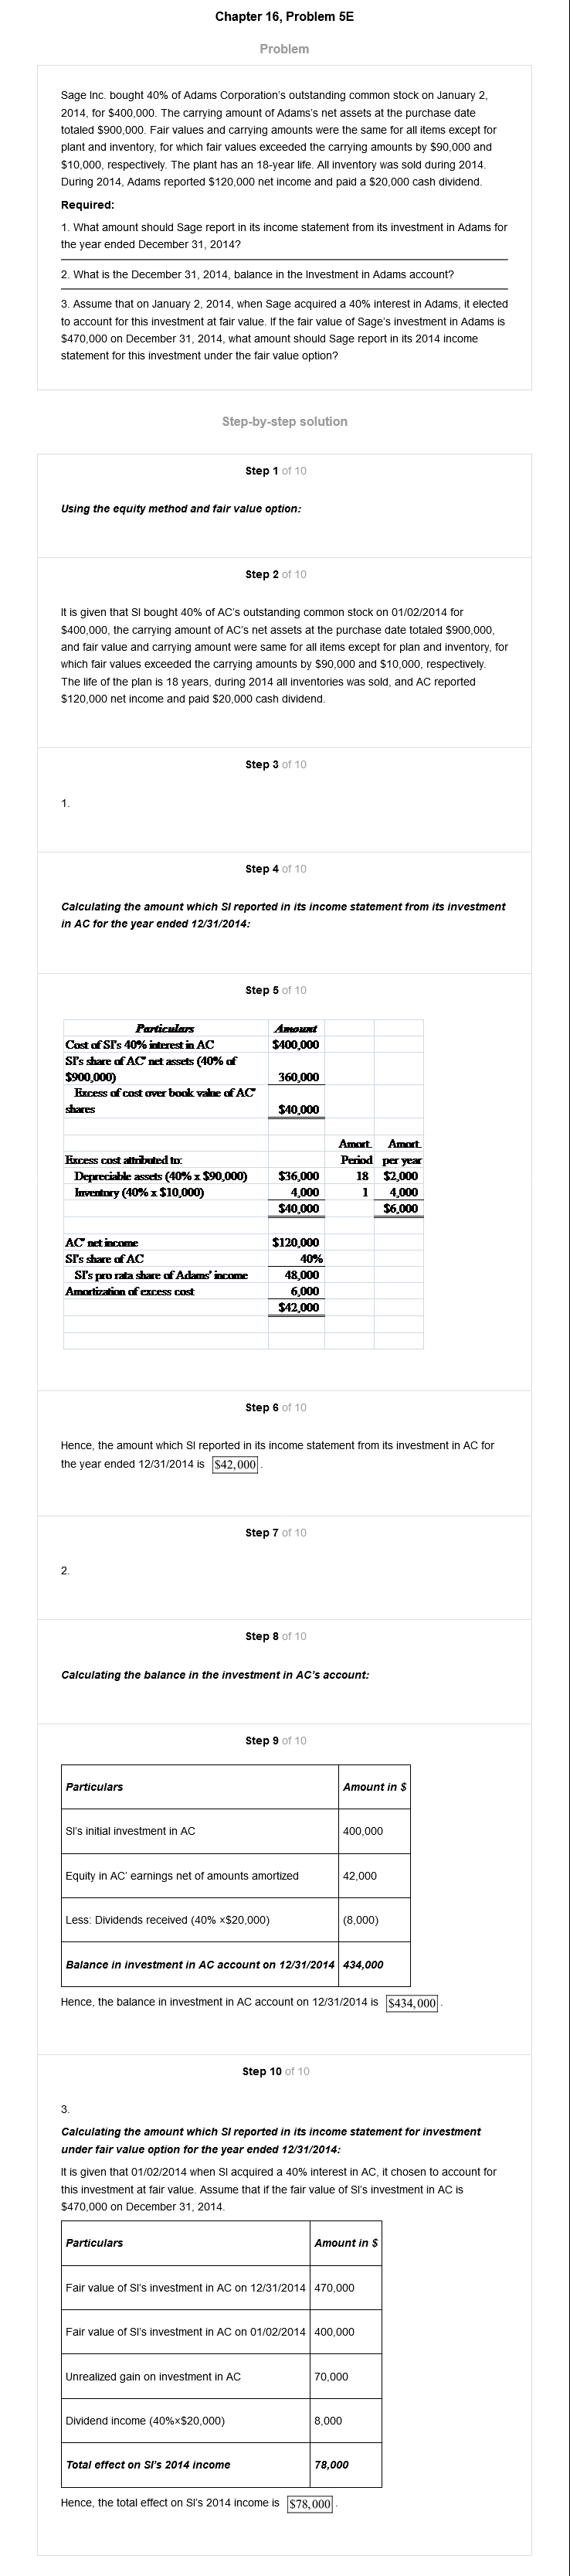 Chapter 16, Problem 5E
Problem
Sage Inc. bought 40% of Adams Corporation's outstanding common stock on January 2,
2014, for $400,000. The carrying amount of Adams's net assets at the purchase date
totaled $900,000. Fair values and carrying amounts were the same for all items except for
plant and inventory, for which fair values exceeded the carrying amounts by $90,000 and
$10,000, respectively. The plant has an 18-year life. All inventory was sold during 2014.
During 2014, Adams reported $120,000 net income and paid a $20,000 cash dividend.
Required:
1. What amount should Sage report in its income statement from its investment in Adams for
the year ended December 31, 2014?
2. What is the December 31, 2014, balance in the Investment in Adams account?
3. Assume that on January 2, 2014, when Sage acquired a 40% interest in Adams, it elected
to account for this investment at fair value. If the fair value of Sage's investment in Adams is
$470,000 on December 31, 2014, what amount should Sage report in its 2014 income
statement for this investment under the fair value option?
Step-by-step solution
Step 1 of 10
Using the equity method and fair value option:
Step 2 of 10
It is given that SI bought 40% of AC's outstanding common stock on 01/02/2014 for
$400,000, the carrying amount of AC's net assets at the purchase date totaled $900,000,
and fair value and carrying amount were same for all items except for plan and inventory, for
which fair values exceeded the carrying amounts by $90,000 and $10,000, respectively.
The life of the plan is 18 years, during 2014 all inventories was sold, and AC reported
$120,000 net income and paid $20,000 cash dividend.
Step 3 of 10
1.
Step 4 of 10
Calculating the amount which SI reported in its income statement from its investment
in AC for the year ended 12/31/2014:
Step 5 of 10
Particulars Amount
Cost of SI's 40% interest in AC $400,000
SI's share of AC' net assets (40% of
$900,000) 360,000
Excess of cost over book value of AC'
shares $40,000
Amort. Amort.
Excess cost attributed to: Period per year
Depreciable assets (40% x $90,000) $36,000 18 $2,000
Inventory (40% x $10,000) 4,000 1 4,000
$40,000 $6,000
AC' net income $120,000
SI's share of AC 40%
SI's pro rata share of Adams' income 48,000
Amortization of excess cost 6,000
$42,000
Step 6 of 10
Hence, the amount which SI reported in its income statement from its investment in AC for
the year ended 12/31/2014 is $42,000 .
Step 7 of 10
2.
Step 8 of 10
Calculating the balance in the investment in AC's account:
Step 9 of 10
Particulars Amount in $
SI's initial investment in AC 400,000
Equity in AC' earnings net of amounts amortized 42,000
Less: Dividends received (40% ×$20,000) (8,000)
Balance in investment in AC account on 12/31/2014 434,000
Hence, the balance in investment in AC account on 12/31/2014 is $434,000 .
Step 10 of 10
3.
Calculating the amount which SI reported in its income statement for investment
under fair value option for the year ended 12/31/2014:
It is given that 01/02/2014 when SI acquired a 40% interest in AC, it chosen to account for
this investment at fair value. Assume that if the fair value of SI's investment in AC is
$470,000 on December 31, 2014.
Particulars Amount in $
Fair value of SI's investment in AC on 12/31/2014 470,000
Fair value of SI's investment in AC on 01/02/2014 400,000
Unrealized gain on investment in AC 70,000
Dividend income (40%×$20,000) 8,000
Total effect on SI's 2014 income 78,000
Hence, the total effect on SI's 2014 income is $78,000 .